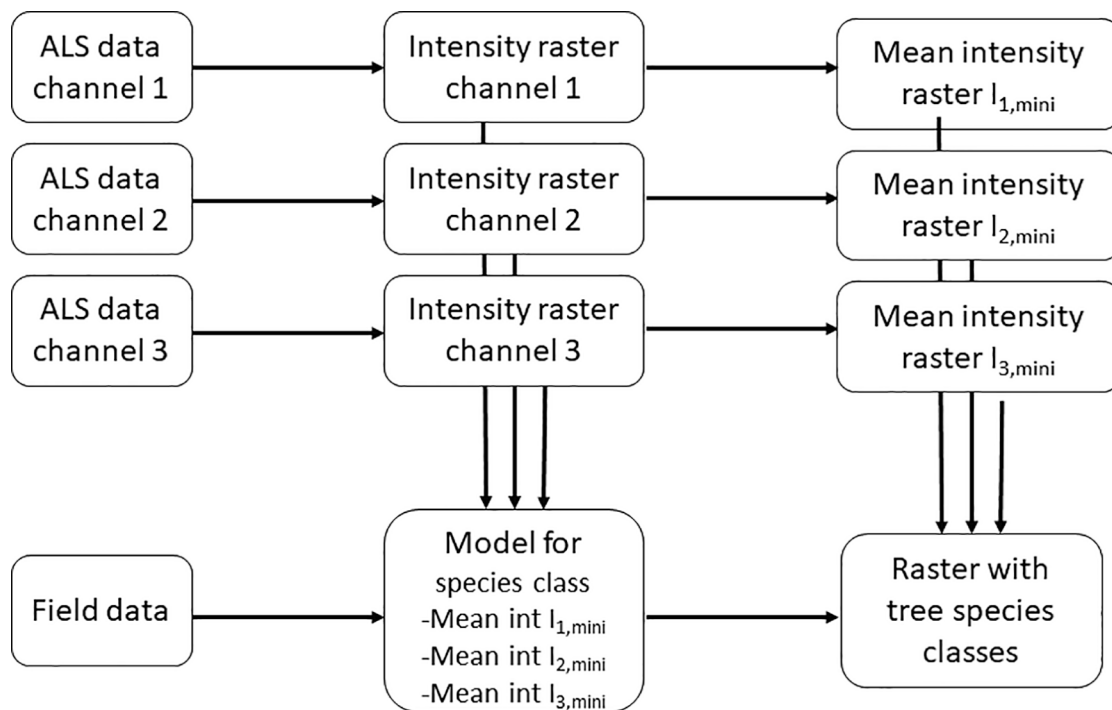 ALS data
channel 1
Intensity raster
channel 1
Mean intensity
raster I1,mini
ALS data
channel 2
Intensity raster
channel 2
Mean intensity
raster I2,mini
ALS data
channel 3
Intensity raster
channel 3
Mean intensity
raster I3,mini
Field data
Model for
species class
-Mean int I1,mini
-Mean int I2,mini
-Mean int I3,mini
Raster with
tree species
classes